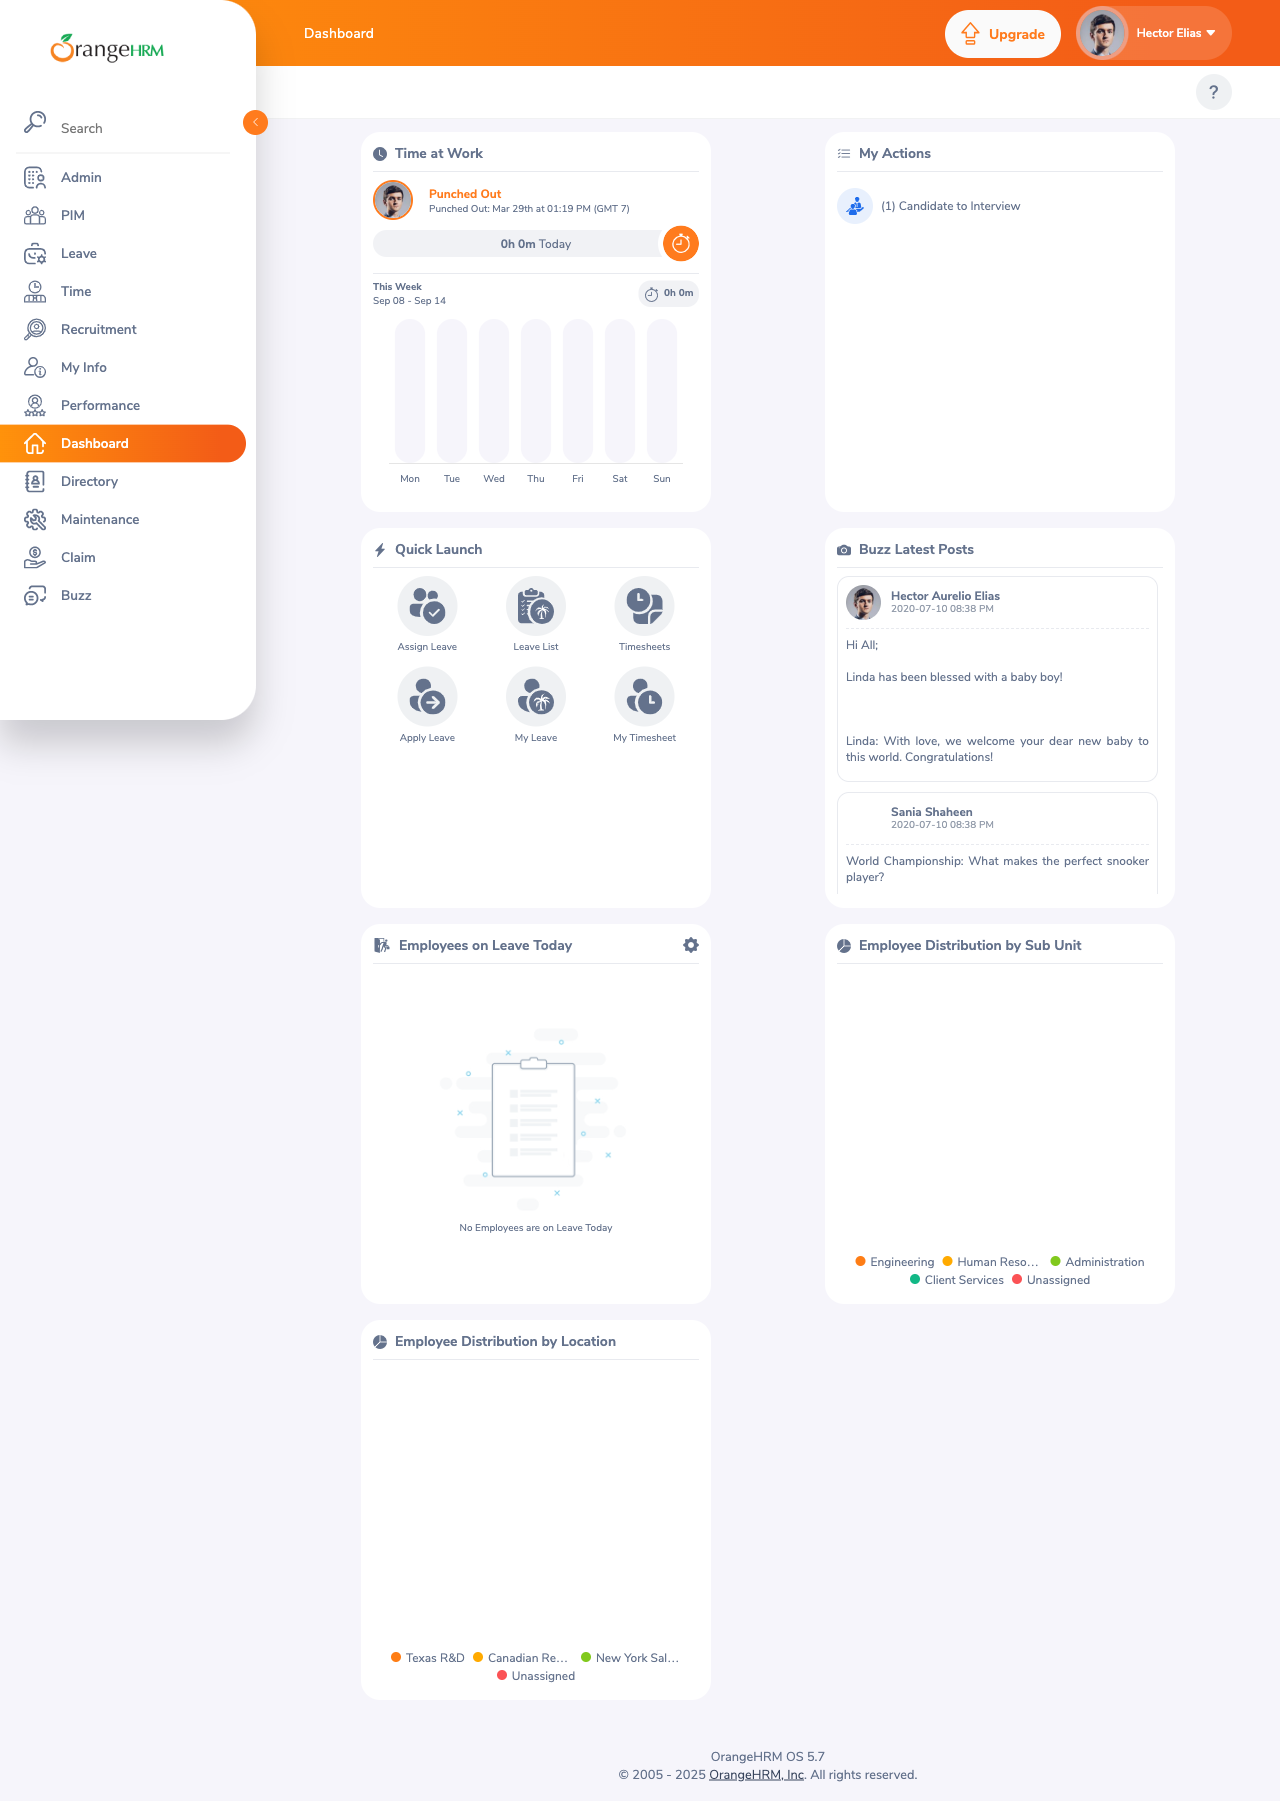 OrangeHRM
Search
Admin
PIM
Leave
Time
Recruitment
My Info
Performance
Dashboard
Directory
Maintenance
Claim
Buzz
Dashboard
Upgrade
Hector Elias
?
Time at Work
Punched Out
Punched Out: Mar 29th at 01:19 PM (GMT 7)
0h 0m Today
This Week
Sep 08 - Sep 14
0h 0m
Mon Tue Wed Thu Fri Sat Sun
My Actions
(1) Candidate to Interview
Quick Launch
Assign Leave Leave List Timesheets
Apply Leave My Leave My Timesheet
Buzz Latest Posts
Hector Aurelio Elias
2020-07-10 08:38 PM
Hi All;
Linda has been blessed with a baby boy!
Linda: With love, we welcome your dear new baby to
this world. Congratulations!
Sania Shaheen
2020-07-10 08:38 PM
World Championship: What makes the perfect snooker
player?
Employees on Leave Today
No Employees are on Leave Today
Employee Distribution by Sub Unit
Engineering Human Reso... Administration
Client Services Unassigned
Employee Distribution by Location
Texas R&D Canadian Re... New York Sal...
Unassigned
OrangeHRM OS 5.7
© 2005 - 2025 OrangeHRM, Inc. All rights reserved.